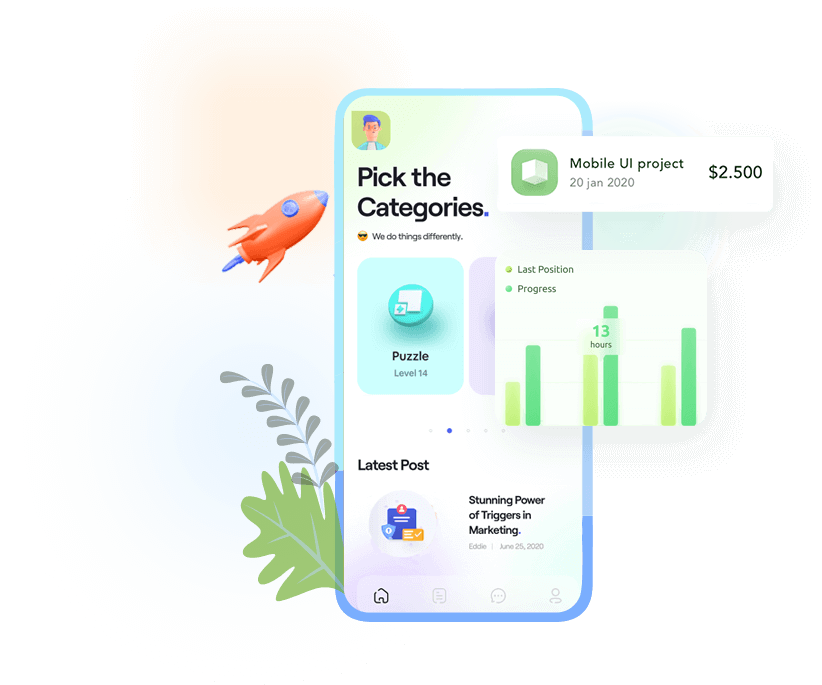 Pick the
Categories.
😎 We do things differently.
Mobile UI project
20 jan 2020
$2.500
Puzzle
Level 14
Last Position
Progress
13
hours
Latest Post
Stunning Power
of Triggers in
Marketing.
Eddie | June 25, 2020